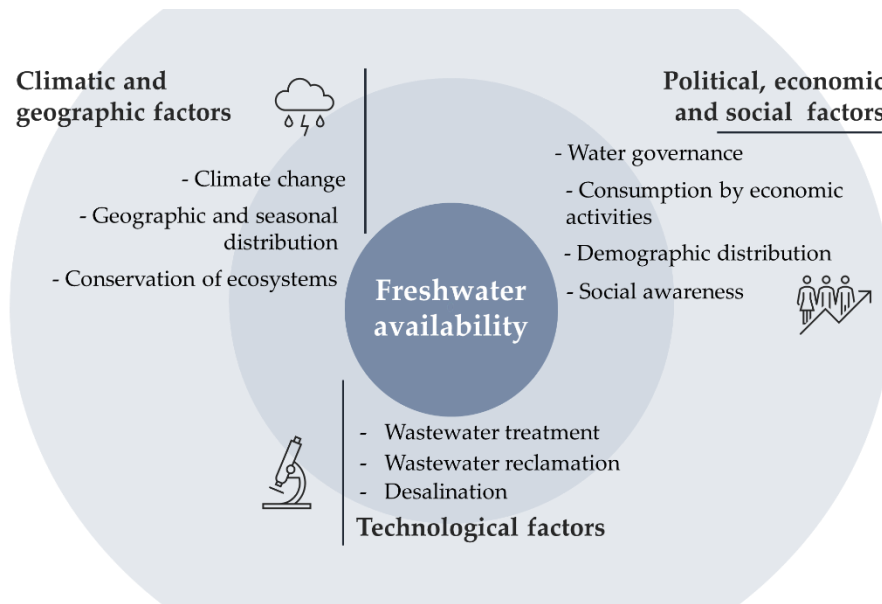 Climatic and
geographic factors
- Climate change
- Geographic and seasonal
distribution
- Conservation of ecosystems
Political, economic
and social factors
- Water governance
- Consumption by economic
activities
- Demographic distribution
- Social awareness
Freshwater
availability
- Wastewater treatment
- Wastewater reclamation
- Desalination
Technological factors